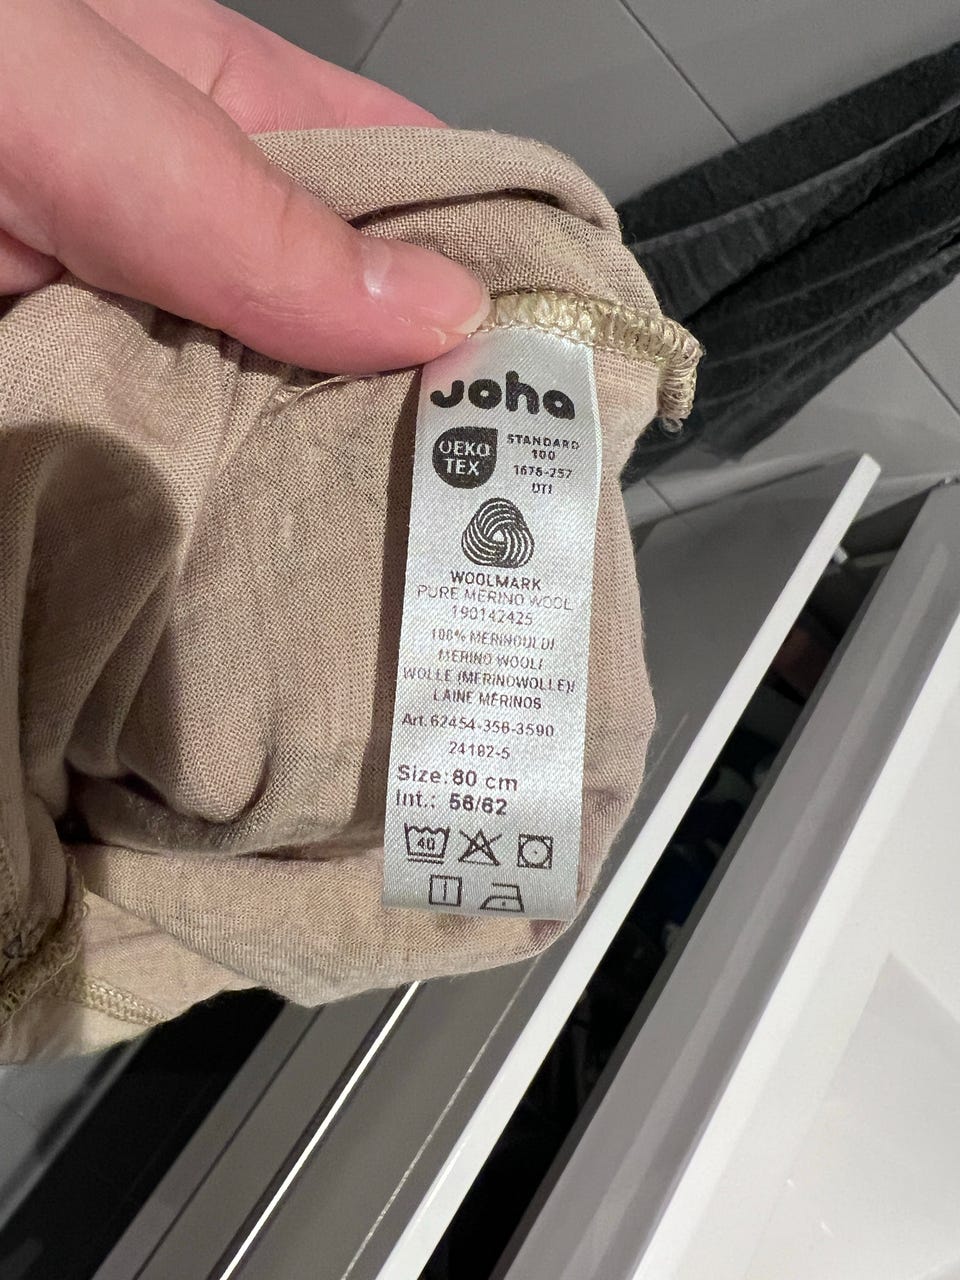 Joha
OEKO
TEX
STANDARD
100
1676-257
DTI
WOOLMARK
PURE MERINO WOOL
190142425
100% MERINOULD/
MERINO WOOL/
WOLLE (MERINOWOLLE)/
LAINE MÉRINOS
Art. 62454-356-3590
24182-5
Size: 80 cm
Int.: 56/62
40